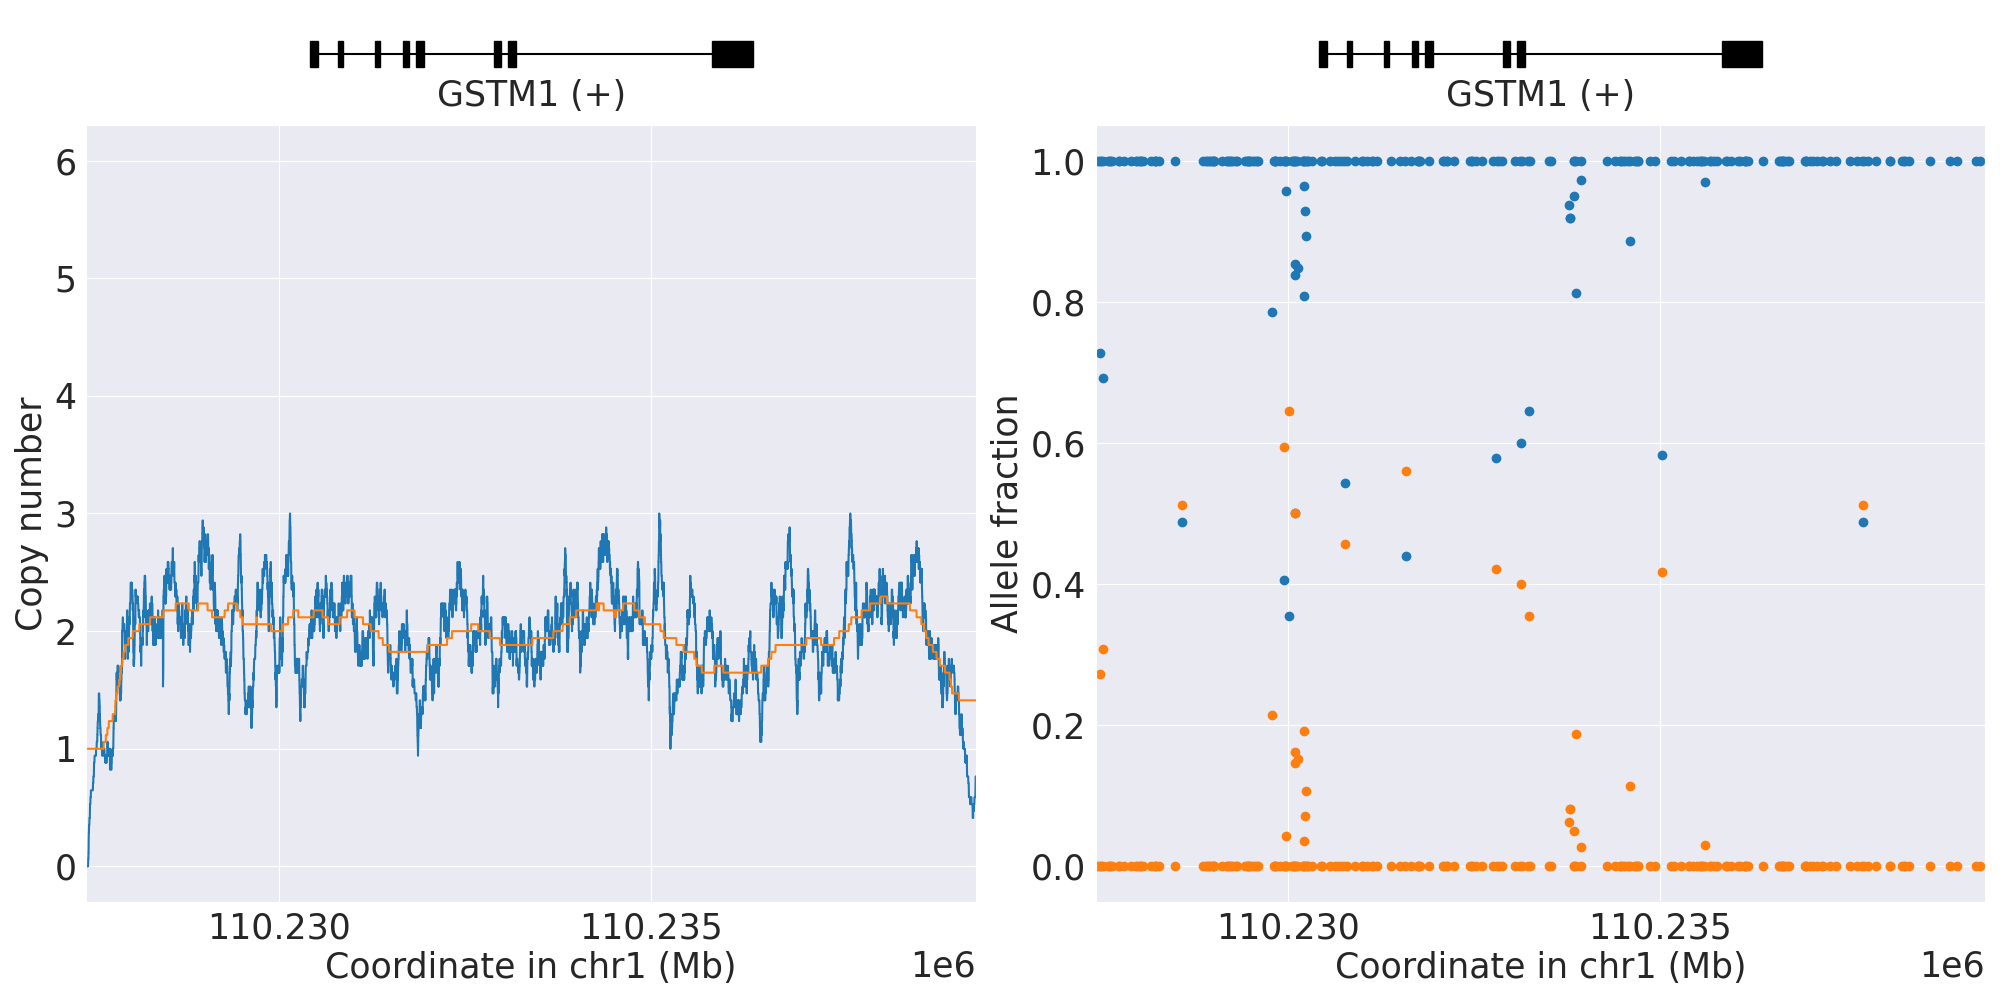 GSTM1 (+)
6
5
4
3
2
1
0
Copy number
110.230
110.235
Coordinate in chr1 (Mb)
1e6
GSTM1 (+)
1.0
0.8
0.6
0.4
0.2
0.0
Allele fraction
110.230
110.235
Coordinate in chr1 (Mb)
1e6